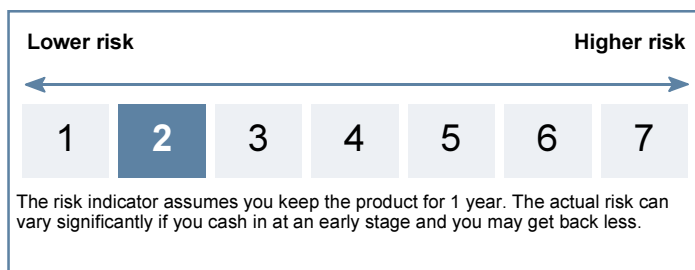 Lower risk Higher risk
1 2 3 4 5 6 7
The risk indicator assumes you keep the product for 1 year. The actual risk can
vary significantly if you cash in at an early stage and you may get back less.